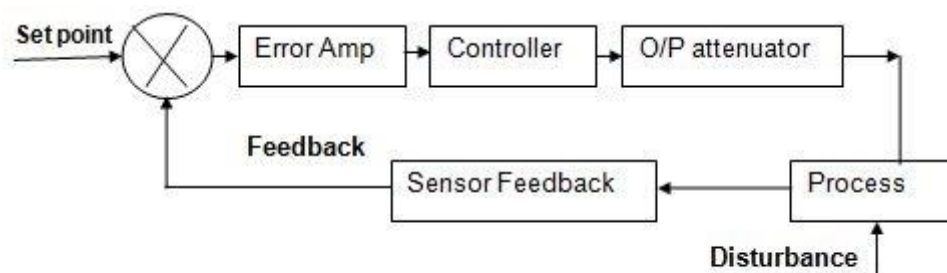 Set point
Error Amp
Controller
O/P attenuator
Feedback
Sensor Feedback
Process
Disturbance